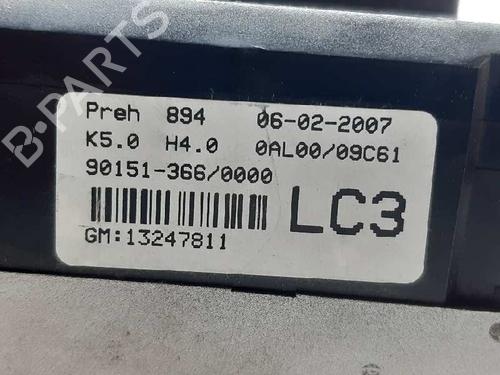 B-PARTS
Preh 894 06-02-2007
K5.0 H4.0 0AL00/09C61
90151-366/0000
LC3
GM:13247811